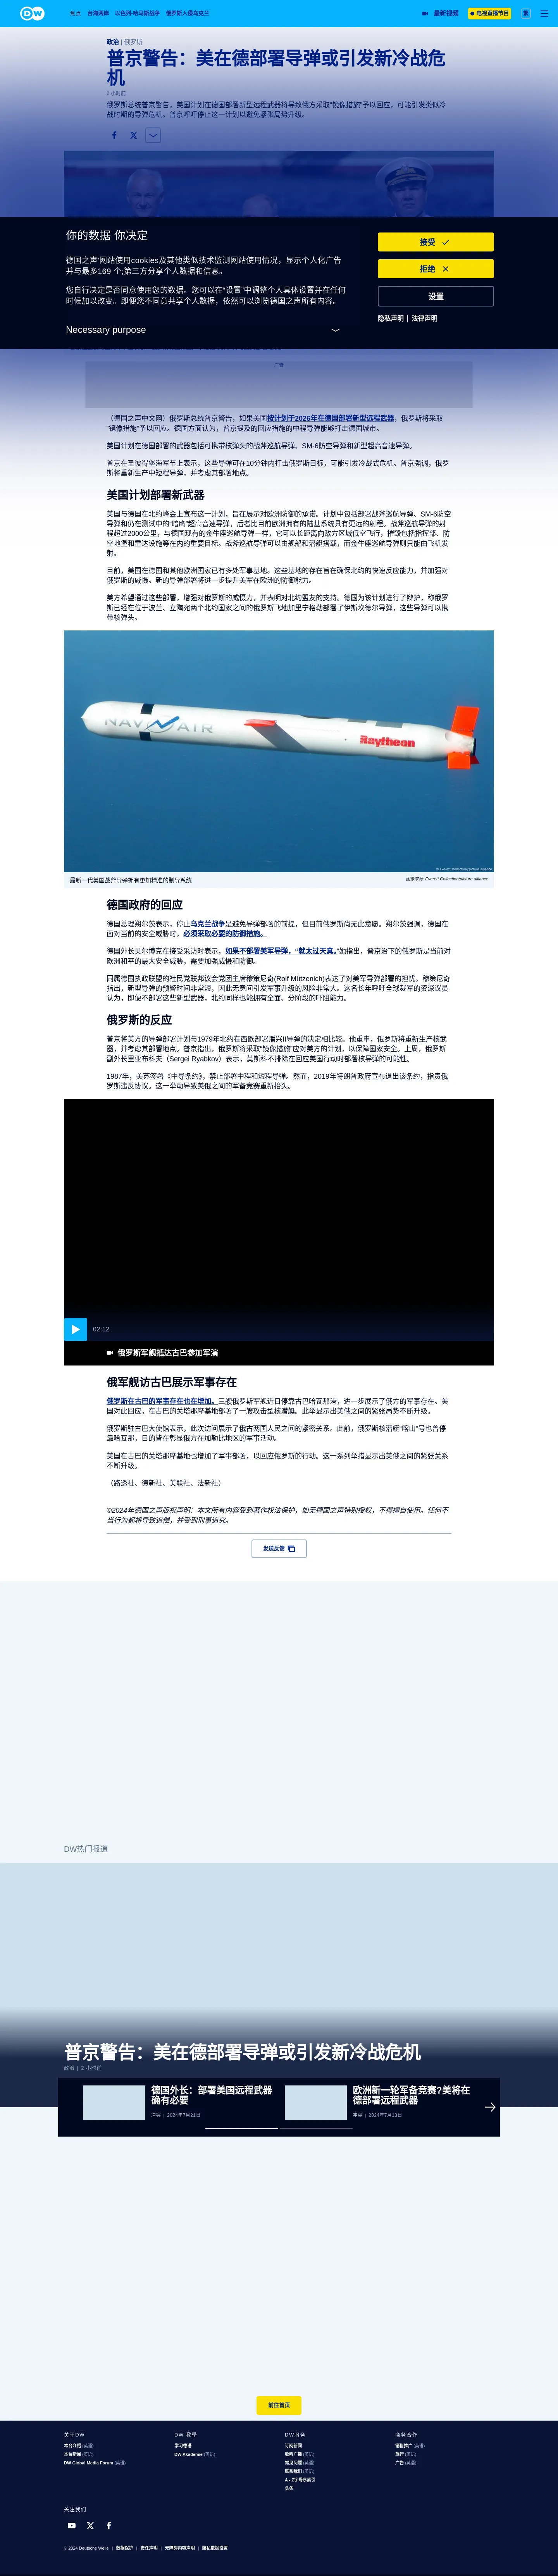 DW
焦点 台海两岸 以色列-哈马斯战争 俄罗斯入侵乌克兰 最新视频 电视直播节目 繁
政治 | 俄罗斯
普京警告：美在德部署导弹或引发新冷战危
机
2 小时前
俄罗斯总统普京警告，美国计划在德国部署新型远程武器将导致俄方采取“镜像措施”予以回应，可能引发类似冷
战时期的导弹危机。普京呼吁停止这一计划以避免紧张局势升级。
你的数据 你决定
德国之声'网站使用cookies及其他类似技术监测网站使用情况，显示个人化广告
并与最多169 个;第三方分享个人数据和信息。
您自行决定是否同意使用您的数据。您可以在“设置”中调整个人具体设置并在任何
时候加以改变。即便您不同意共享个人数据，依然可以浏览德国之声所有内容。
Necessary purpose
接受
拒绝
设置
隐私声明 | 法律声明
广告
（德国之声中文网）俄罗斯总统普京警告，如果美国按计划于2026年在德国部署新型远程武器，俄罗斯将采取
“镜像措施”予以回应。德国方面认为，普京提及的回应措施的中程导弹能够打击德国城市。
美国计划在德国部署的武器包括可携带核弹头的战斧巡航导弹、SM-6防空导弹和新型超高音速导弹。
普京在圣彼得堡海军节上表示，这些导弹可在10分钟内打击俄罗斯目标，可能引发冷战式危机。普京强调，俄罗
斯将重新生产中短程导弹，并考虑其部署地点。
美国计划部署新武器
美国与德国在北约峰会上宣布这一计划，旨在展示对欧洲防御的承诺。计划中包括部署战斧巡航导弹、SM-6防空
导弹和仍在测试中的“暗鹰”超高音速导弹，后者比目前欧洲拥有的陆基系统具有更远的射程。战斧巡航导弹的射
程超过2000公里，与德国现有的金牛座巡航导弹一样，它可以长距离向敌方区域低空飞行，摧毁包括指挥部、防
空地堡和雷达设施等在内的重要目标。战斧巡航导弹可以由舰船和潜艇搭载，而金牛座巡航导弹则只能由飞机发
射。
目前，美国在德国和其他欧洲国家已有多处军事基地。这些基地的存在旨在确保北约的快速反应能力，并加强对
俄罗斯的威慑。新的导弹部署将进一步提升美军在欧洲的防御能力。
美方希望通过这些部署，增强对俄罗斯的威慑力，并表明对北约盟友的支持。德国为该计划进行了辩护，称俄罗
斯已经在位于波兰、立陶宛两个北约国家之间的俄罗斯飞地加里宁格勒部署了伊斯坎德尔导弹，这些导弹可以携
带核弹头。
NAVAIR
Raytheon
© Everett Collection/picture alliance
最新一代美国战斧导弹拥有更加精准的制导系统
图像来源: Everett Collection/picture alliance
德国政府的回应
德国总理朔尔茨表示，停止乌克兰战争是避免导弹部署的前提，但目前俄罗斯尚无此意愿。朔尔茨强调，德国在
面对当前的安全威胁时，必须采取必要的防御措施。
德国外长贝尔博克在接受采访时表示，如果不部署美军导弹，“就太过天真。”她指出，普京治下的俄罗斯是当前对
欧洲和平的最大安全威胁，需要加强威慑和防御。
同属德国执政联盟的社民党联邦议会党团主席穆策尼奇(Rolf Mützenich)表达了对美军导弹部署的担忧。穆策尼奇
指出，新型导弹的预警时间非常短，因此无意间引发军事升级的风险非常大。这名长年呼吁全球裁军的资深议员
认为，即便不部署这些新型武器，北约同样也能拥有全面、分阶段的吓阻能力。
俄罗斯的反应
普京将美方的导弹部署计划与1979年北约在西欧部署潘兴II导弹的决定相比较。他重申，俄罗斯将重新生产核武
器，并考虑其部署地点。普京指出，俄罗斯将采取“镜像措施”应对美方的计划，以保障国家安全。上周，俄罗斯
副外长里亚布科夫（Sergei Ryabkov）表示，莫斯科不排除在回应美国行动时部署核导弹的可能性。
1987年，美苏签署《中导条约》，禁止部署中程和短程导弹。然而，2019年特朗普政府宣布退出该条约，指责俄
罗斯违反协议。这一举动导致美俄之间的军备竞赛重新抬头。
02:12
俄罗斯军舰抵达古巴参加军演
俄军舰访古巴展示军事存在
俄罗斯在古巴的军事存在也在增加。三艘俄罗斯军舰近日停靠古巴哈瓦那港，进一步展示了俄方的军事存在。美
国对此回应，在古巴的关塔那摩基地部署了一艘攻击型核潜艇。此举显示出美俄之间的紧张局势不断升级。
俄罗斯驻古巴大使馆表示，此次访问展示了俄古两国人民之间的紧密关系。此前，俄罗斯核潜艇“喀山”号也曾停
靠哈瓦那，目的旨在彰显俄方在加勒比地区的军事活动。
美国在古巴的关塔那摩基地也增加了军事部署，以回应俄罗斯的行动。这一系列举措显示出美俄之间的紧张关系
不断升级。
（路透社、德新社、美联社、法新社）
©2024年德国之声版权声明：本文所有内容受到著作权法保护，如无德国之声特别授权，不得擅自使用。任何不
当行为都将导致追偿，并受到刑事追究。
发送反馈
DW热门报道
普京警告：美在德部署导弹或引发新冷战危机
政治 | 2 小时前
德国外长：部署美国远程武器
确有必要
冲突 | 2024年7月21日
欧洲新一轮军备竞赛?美将在
德部署远程武器
冲突 | 2024年7月13日
前往首页
关于DW
本台介绍 (英语)
本台新闻 (英语)
DW Global Media Forum (英语)
DW 教学
学习德语
DW Akademie (英语)
DW服务
订阅新闻
收听广播 (英语)
常见问题 (英语)
联系我们 (英语)
A - Z字母序索引
头条
商务合作
销售推广 (英语)
旅行 (英语)
广告 (英语)
关注我们
© 2024 Deutsche Welle | 数据保护 | 责任声明 | 无障碍内容声明 | 隐私数据设置